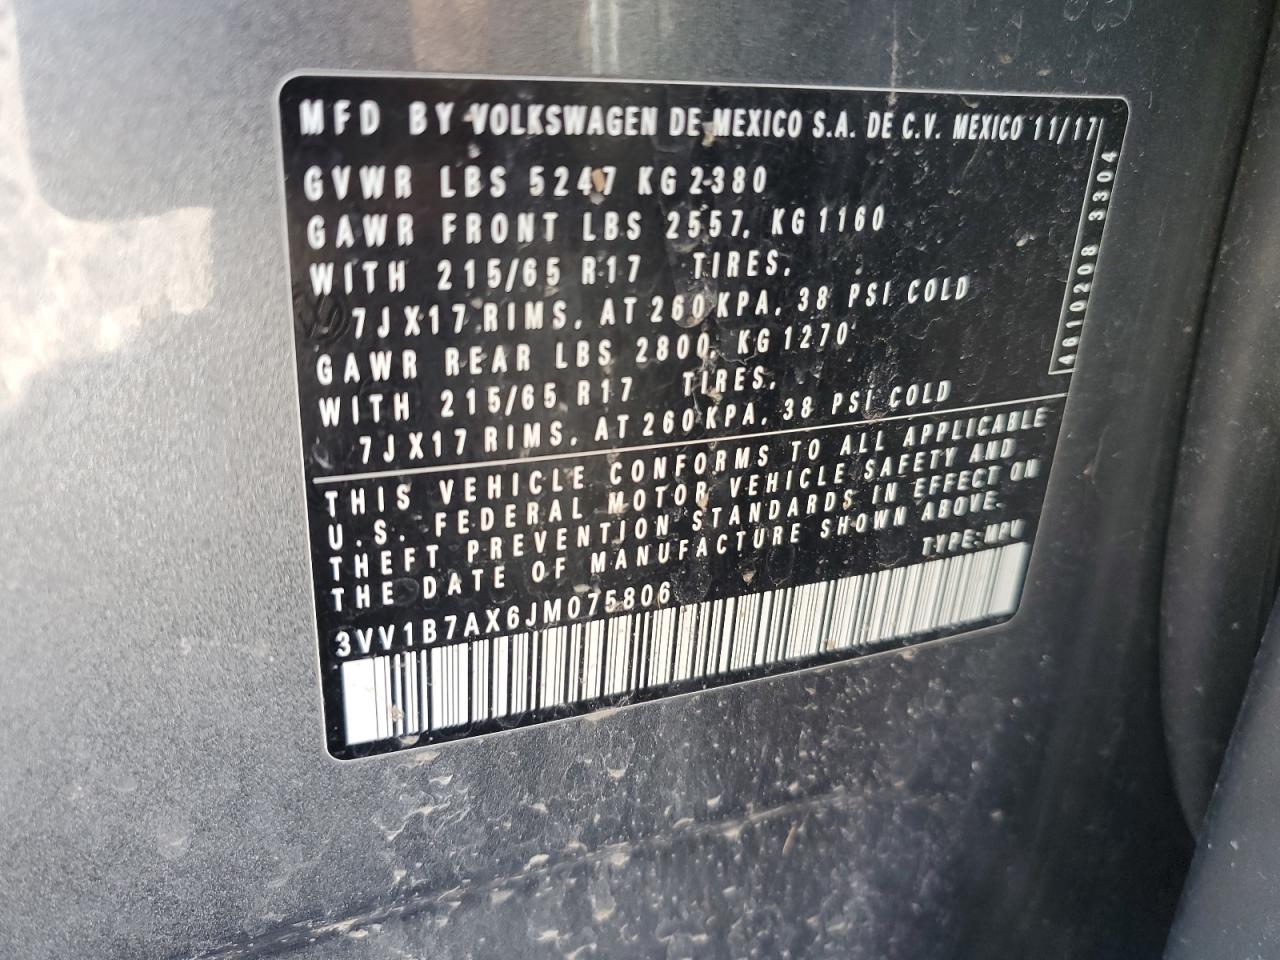 MFD BY VOLKSWAGEN DE MEXICO S.A. DE C.V. MEXICO 11/17
GVWR LBS 5247 KG 2380
GAWR FRONT LBS 2557, KG 1160
WITH 215/65 R17 TIRES,
7JX17 RIMS, AT 260 KPA, 38 PSI COLD
GAWR REAR LBS 2800, KG 1270
WITH 215/65 R17 TIRES,
7JX17 RIMS, AT 260 KPA, 38 PSI COLD
4810208 3304
THIS VEHICLE CONFORMS TO ALL APPLICABLE
U.S. FEDERAL MOTOR VEHICLE SAFETY AND
THEFT PREVENTION STANDARDS IN EFFECT ON
THE DATE OF MANUFACTURE SHOWN ABOVE.
TYPE: MPV
3VV1B7AX6JM075806